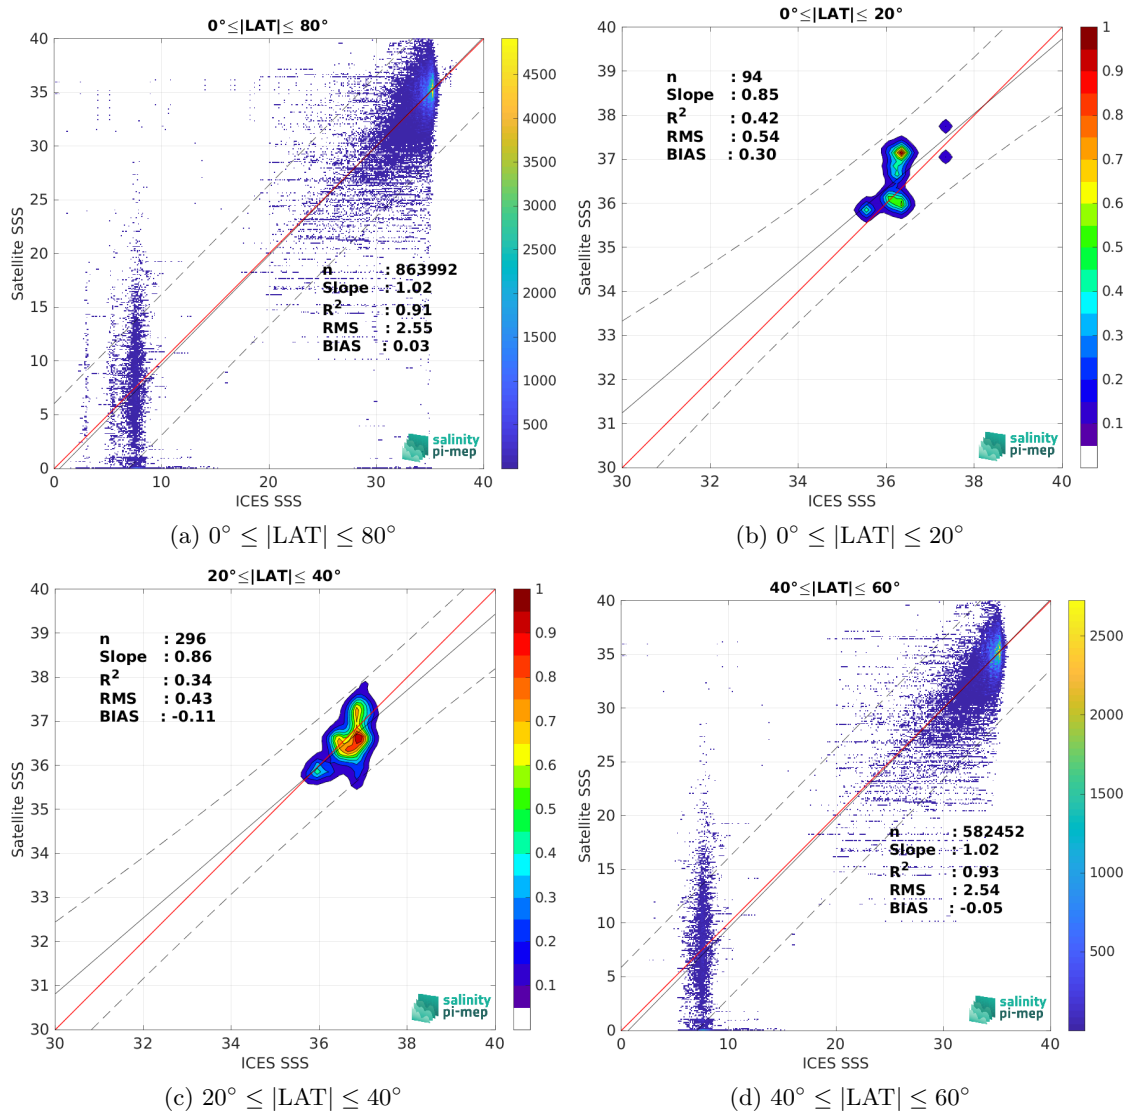 0°≤|LAT|≤ 80°
40
35
30
25
20
15
10
5
0
Satellite SSS
n : 863992
Slope : 1.02
R2 : 0.91
RMS : 2.55
BIAS : 0.03
salinity
pi-mep
0 10 20 30 40
ICES SSS
4500
4000
3500
3000
2500
2000
1500
1000
500
(a) 0° ≤ |LAT| ≤ 80°
0°≤|LAT|≤ 20°
40
39
38
37
36
35
34
33
32
31
30
Satellite SSS
n : 94
Slope : 0.85
R2 : 0.42
RMS : 0.54
BIAS : 0.30
salinity
pi-mep
30 32 34 36 38 40
ICES SSS
1
0.9
0.8
0.7
0.6
0.5
0.4
0.3
0.2
0.1
(b) 0° ≤ |LAT| ≤ 20°
20°≤|LAT|≤ 40°
40
39
38
37
36
35
34
33
32
31
30
Satellite SSS
n : 296
Slope : 0.86
R2 : 0.34
RMS : 0.43
BIAS : -0.11
salinity
pi-mep
30 32 34 36 38 40
ICES SSS
1
0.9
0.8
0.7
0.6
0.5
0.4
0.3
0.2
0.1
(c) 20° ≤ |LAT| ≤ 40°
40°≤|LAT|≤ 60°
40
35
30
25
20
15
10
5
0
Satellite SSS
n : 582452
Slope : 1.02
R2 : 0.93
RMS : 2.54
BIAS : -0.05
salinity
pi-mep
0 10 20 30 40
ICES SSS
2500
2000
1500
1000
500
(d) 40° ≤ |LAT| ≤ 60°